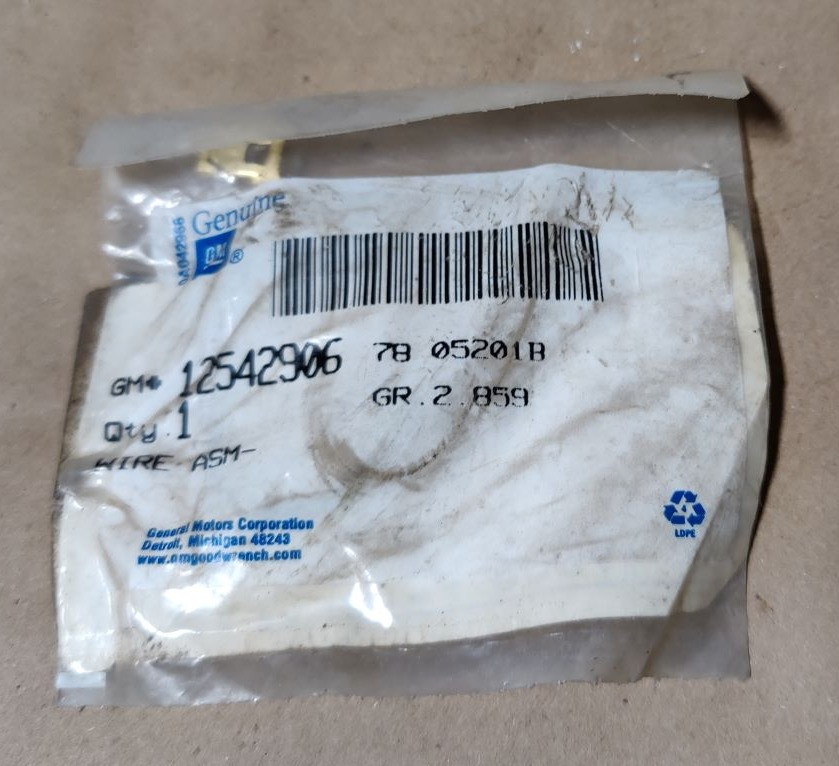 Genuine
GM®
GM# 12542906 78 05201B
Qty. 1 GR. 2.859
WIRE ASM-
General Motors Corporation
Detroit, Michigan 48243
www.gmgoodwrench.com
LDPE